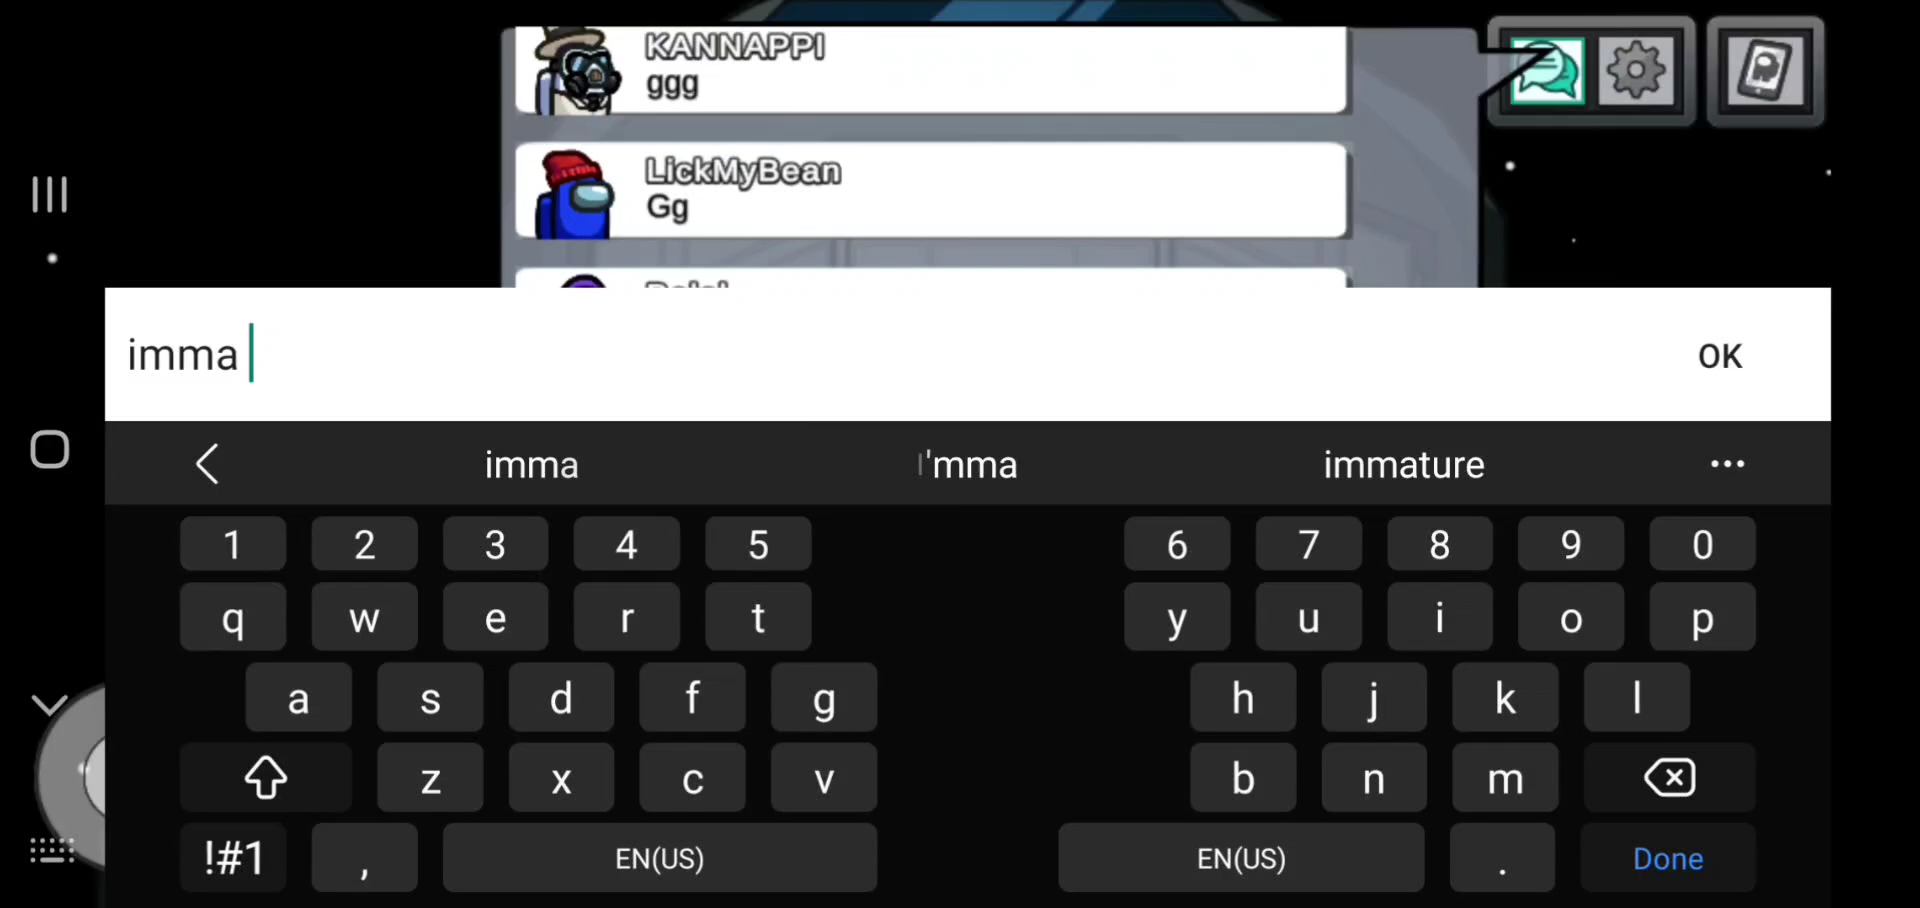 KANNAPPI
ggg
LickMyBean
Gg
imma
OK
imma
I'mma
immature
1 2 3 4 5 6 7 8 9 0
q w e r t y u i o p
a s d f g h j k l
z x c v b n m
!#1 , EN(US) EN(US) . Done